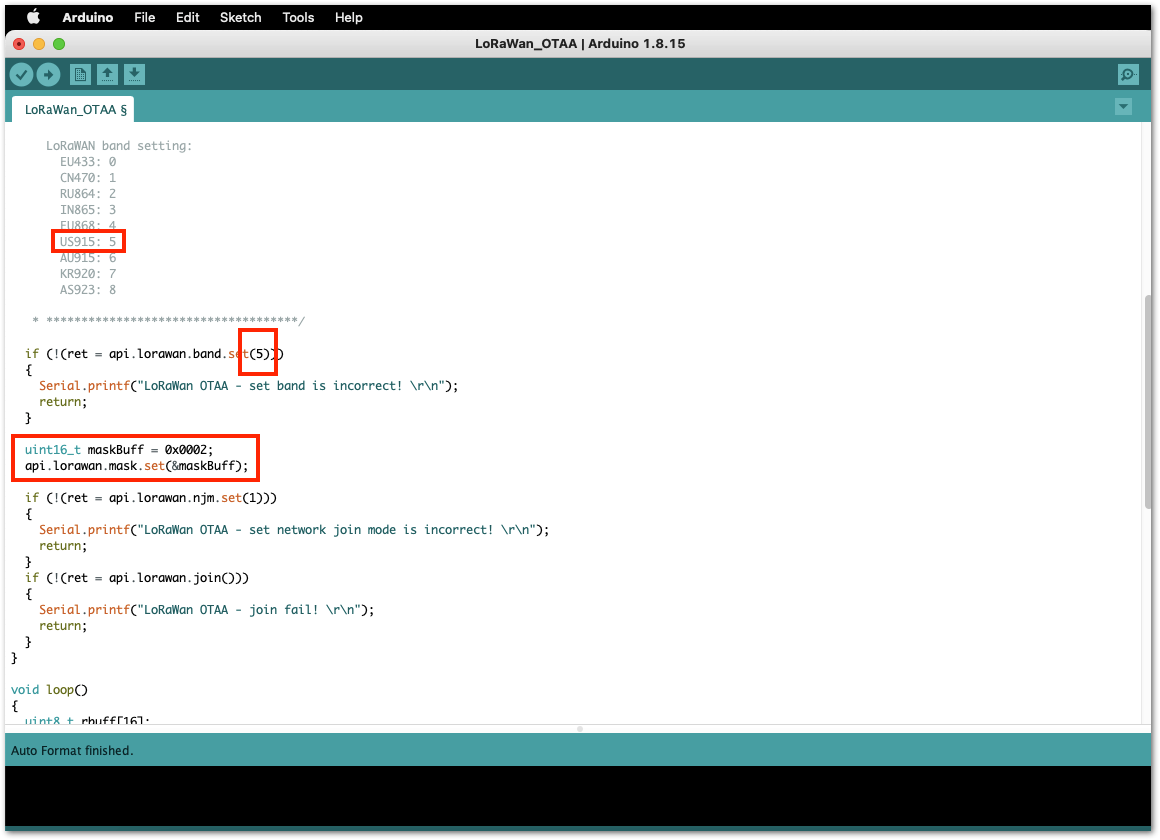 Arduino File Edit Sketch Tools Help
LoRaWan_OTAA | Arduino 1.8.15
LoRaWan_OTAA §
LoRaWAN band setting:
EU433: 0
CN470: 1
RU864: 2
IN865: 3
EU868: 4
US915: 5
AU915: 6
KR920: 7
AS923: 8
* ************************************/
if (!(ret = api.lorawan.band.set(5)))
{
Serial.printf("LoRaWan OTAA - set band is incorrect! \r\n");
return;
}
uint16_t maskBuff = 0x0002;
api.lorawan.mask.set(&maskBuff);
if (!(ret = api.lorawan.njm.set(1)))
{
Serial.printf("LoRaWan OTAA - set network join mode is incorrect! \r\n");
return;
}
if (!(ret = api.lorawan.join()))
{
Serial.printf("LoRaWan OTAA - join fail! \r\n");
return;
}
}
void loop()
{
uint8_t rbuff[16];
Auto Format finished.